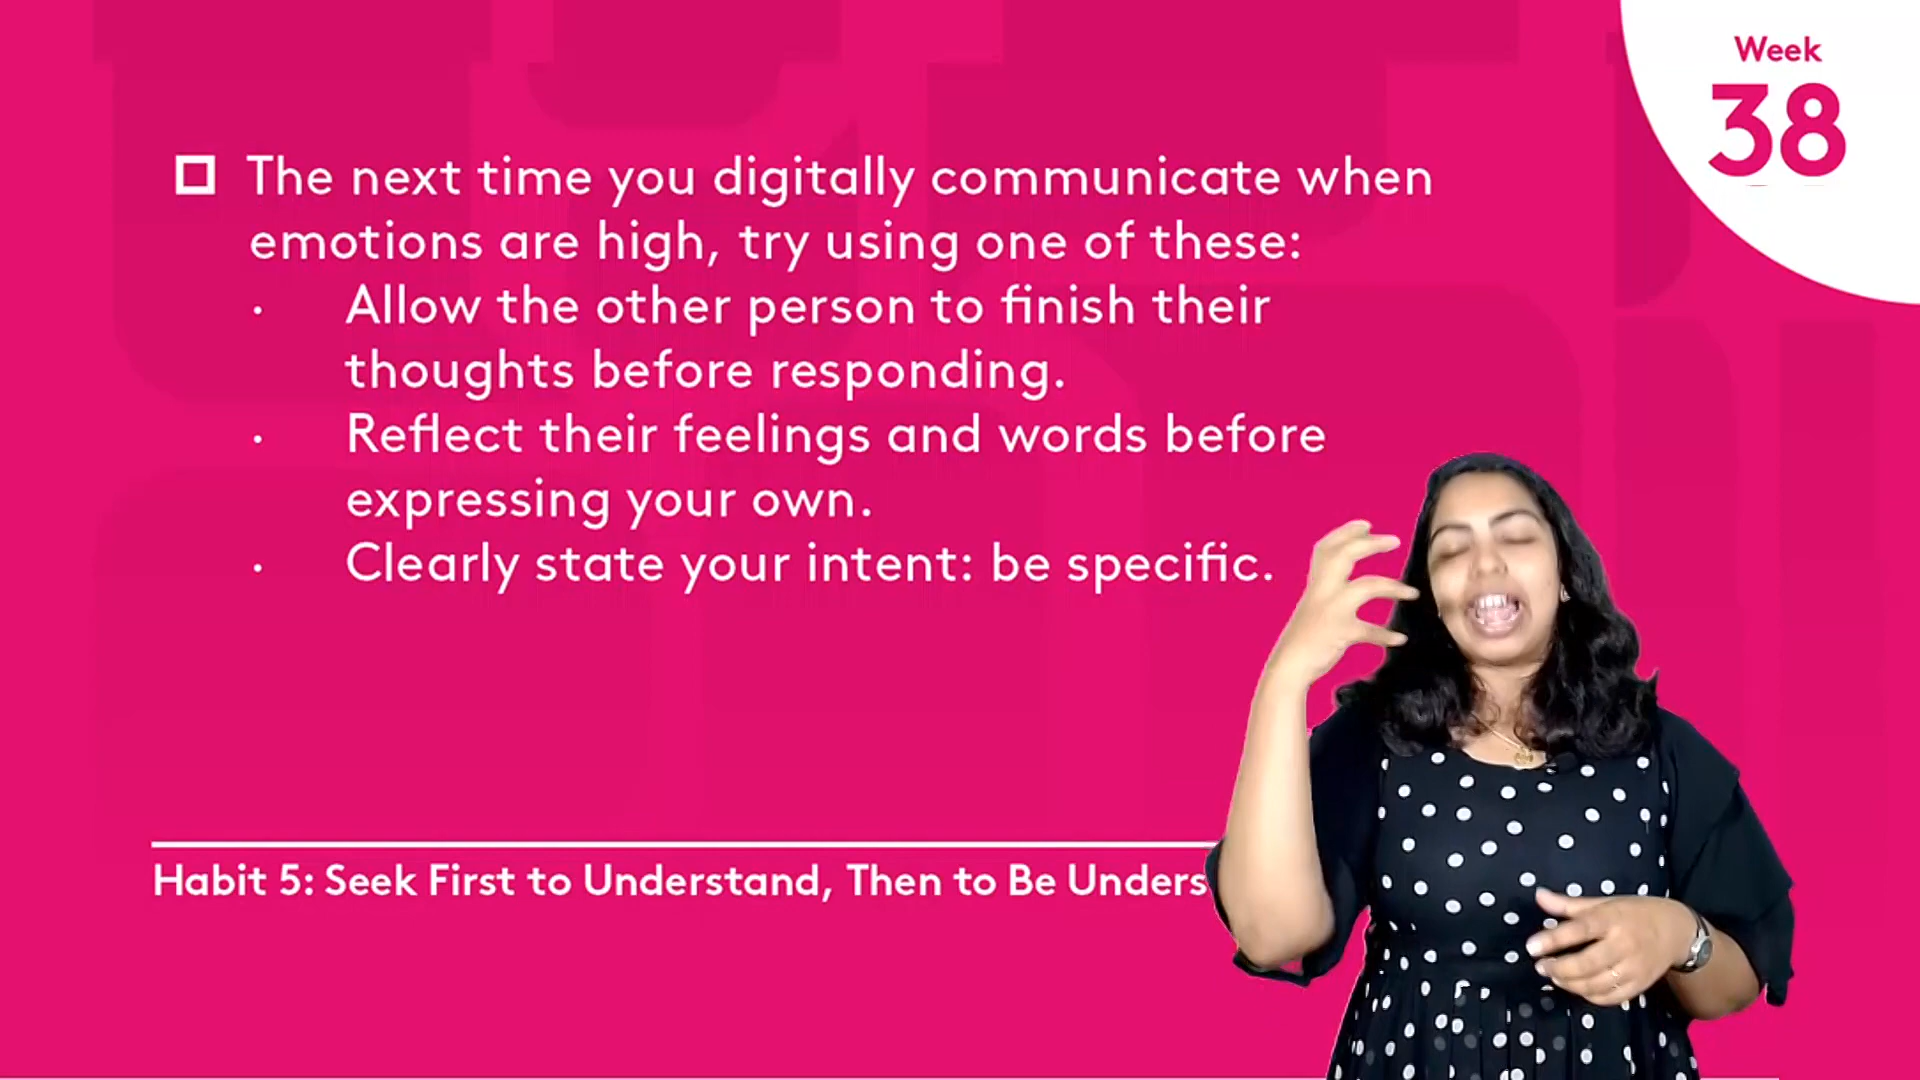 Week
38
The next time you digitally communicate when
emotions are high, try using one of these:
· Allow the other person to finish their
thoughts before responding.
· Reflect their feelings and words before
expressing your own.
· Clearly state your intent: be specific.
Habit 5: Seek First to Understand, Then to Be Unders